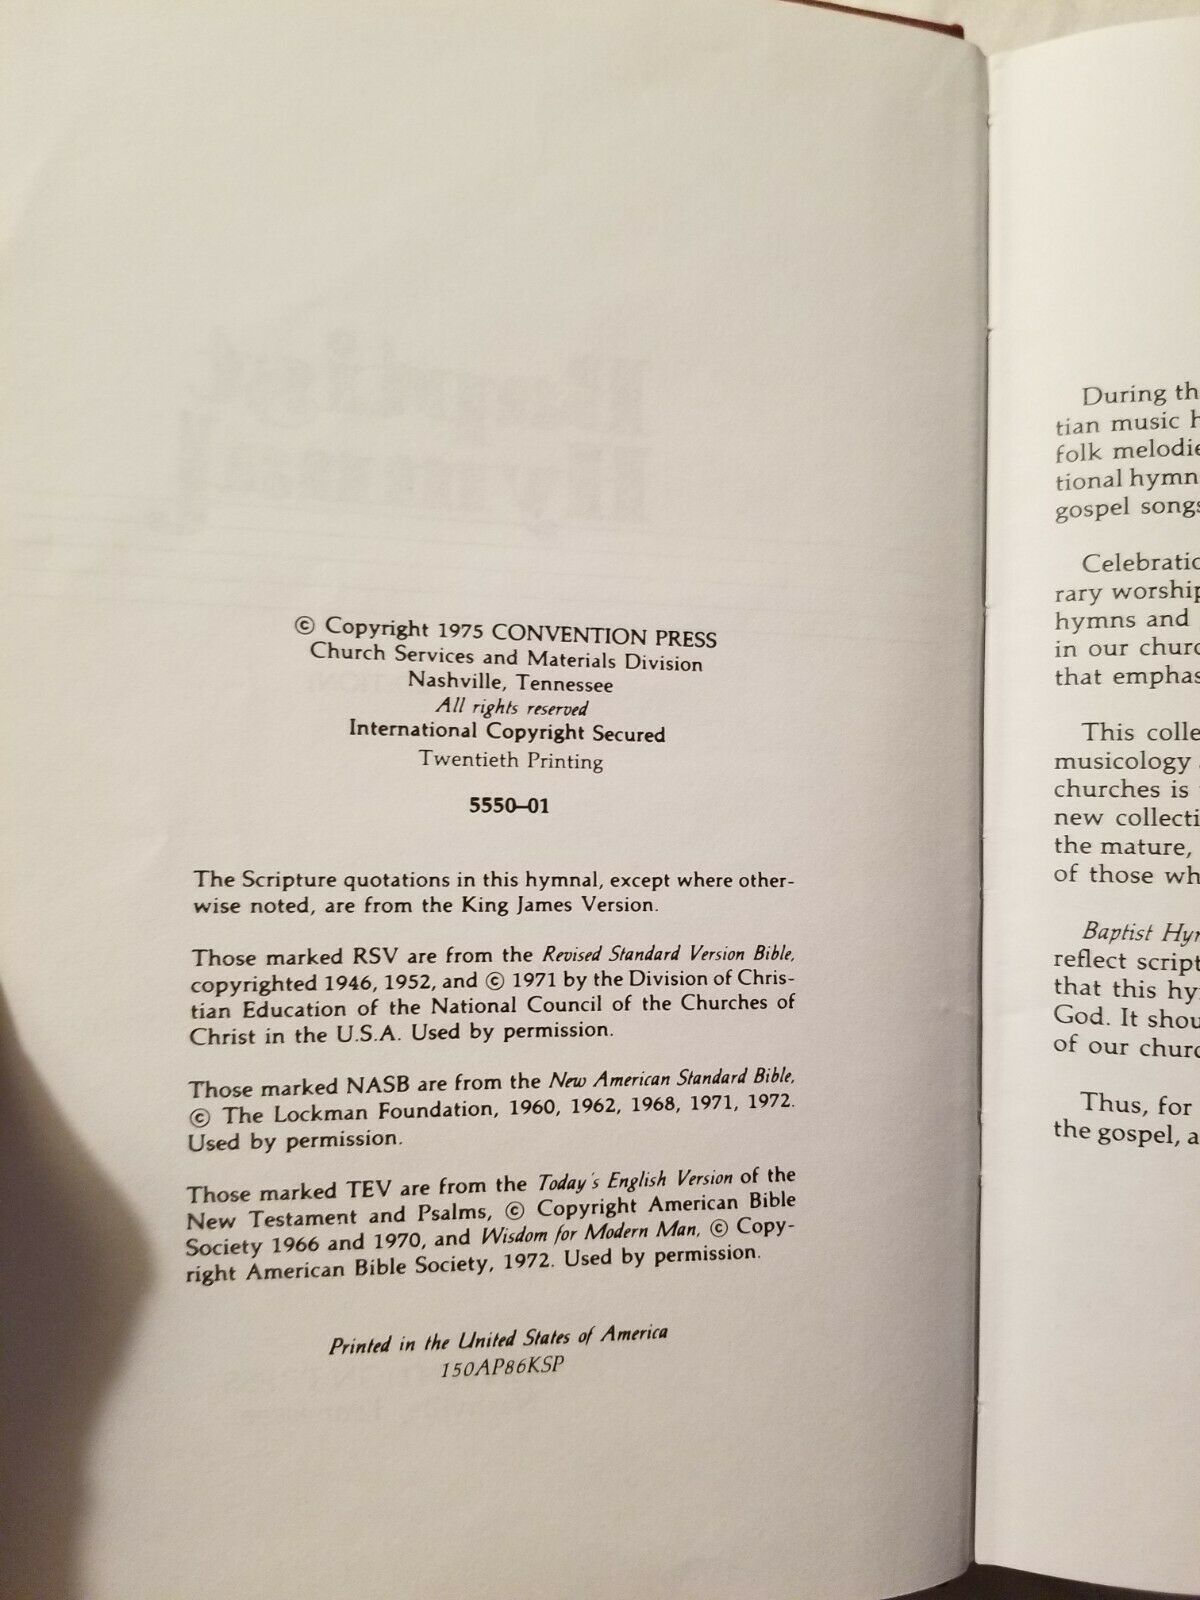 © Copyright 1975 CONVENTION PRESS
Church Services and Materials Division
Nashville, Tennessee
All rights reserved
International Copyright Secured
Twentieth Printing
5550–01
The Scripture quotations in this hymnal, except where other-
wise noted, are from the King James Version.
Those marked RSV are from the Revised Standard Version Bible,
copyrighted 1946, 1952, and © 1971 by the Division of Chris-
tian Education of the National Council of the Churches of
Christ in the U.S.A. Used by permission.
Those marked NASB are from the New American Standard Bible,
© The Lockman Foundation, 1960, 1962, 1968, 1971, 1972.
Used by permission.
Those marked TEV are from the Today's English Version of the
New Testament and Psalms, © Copyright American Bible
Society 1966 and 1970, and Wisdom for Modern Man, © Copy-
right American Bible Society, 1972. Used by permission.
Printed in the United States of America
150AP86KSP
During th
tian music h
folk melodie
tional hymn
gospel songs
Celebratio
rary worship
hymns and
in our churc
that emphas
This colle
musicology
churches is
new collecti
the mature,
of those wh
Baptist Hyr
reflect script
that this hy
God. It shou
of our churc
Thus, for
the gospel, a